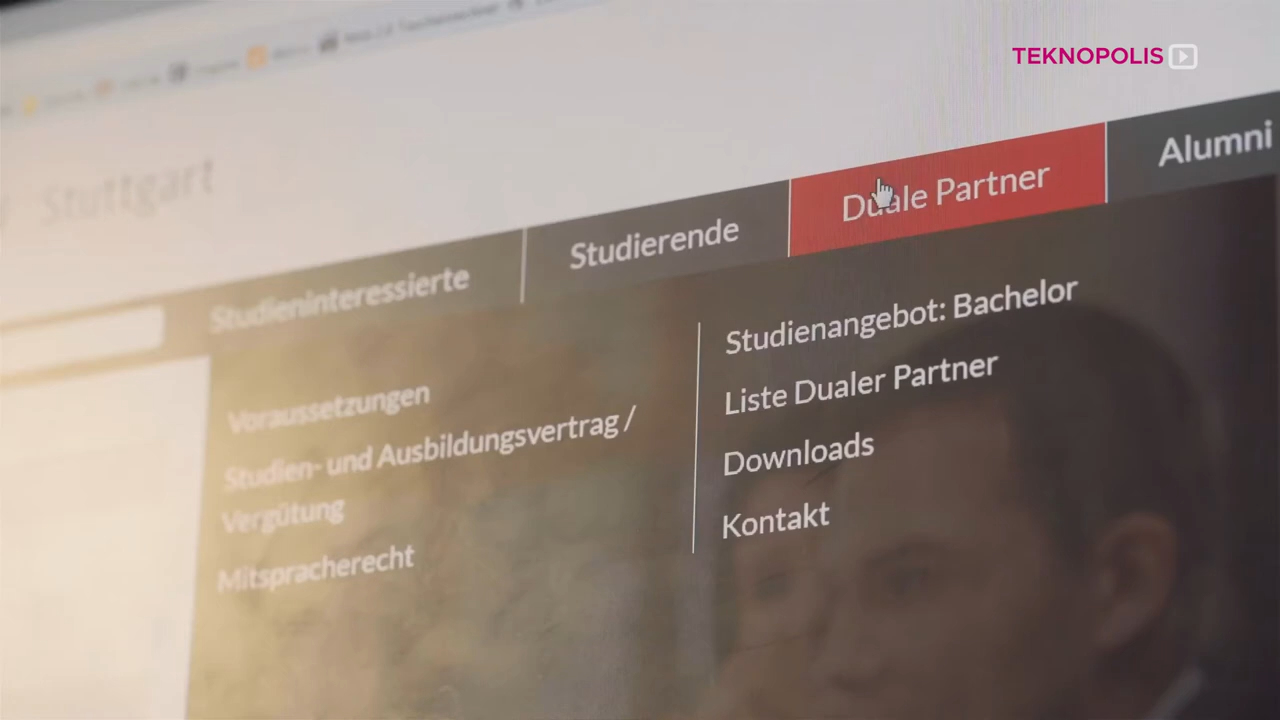 TEKNOPOLIS
Stuttgart
Studieninteressierte
Studierende
Duale Partner
Alumni
Voraussetzungen
Studien- und Ausbildungsvertrag /
Vergütung
Mitspracherecht
Studienangebot: Bachelor
Liste Dualer Partner
Downloads
Kontakt